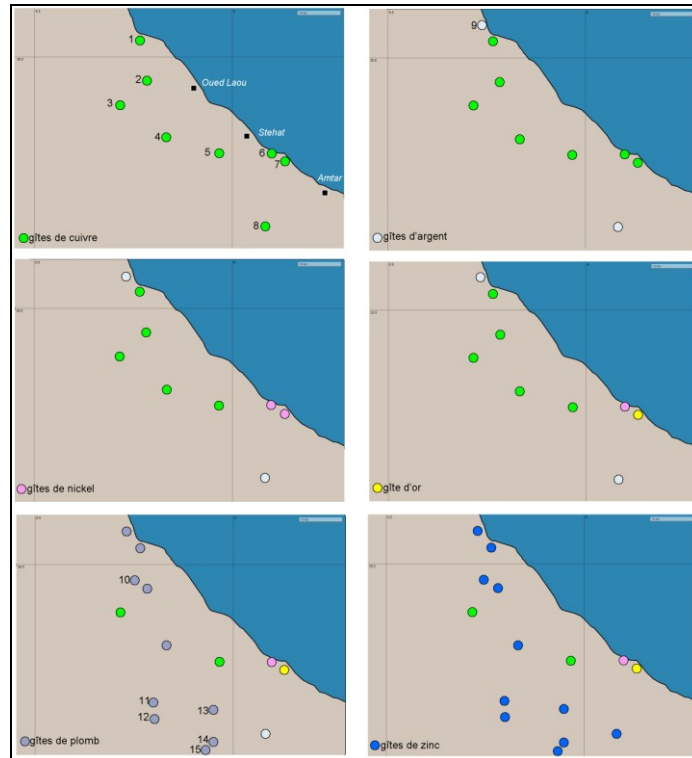 1
2
Oued Laou
3
4
Stehat
5
6
7
Amtar
8
gîtes de cuivre
9
gîtes d'argent
gîtes de nickel
gîte d'or
10
11
12
13
14
15
gîtes de plomb
gîtes de zinc